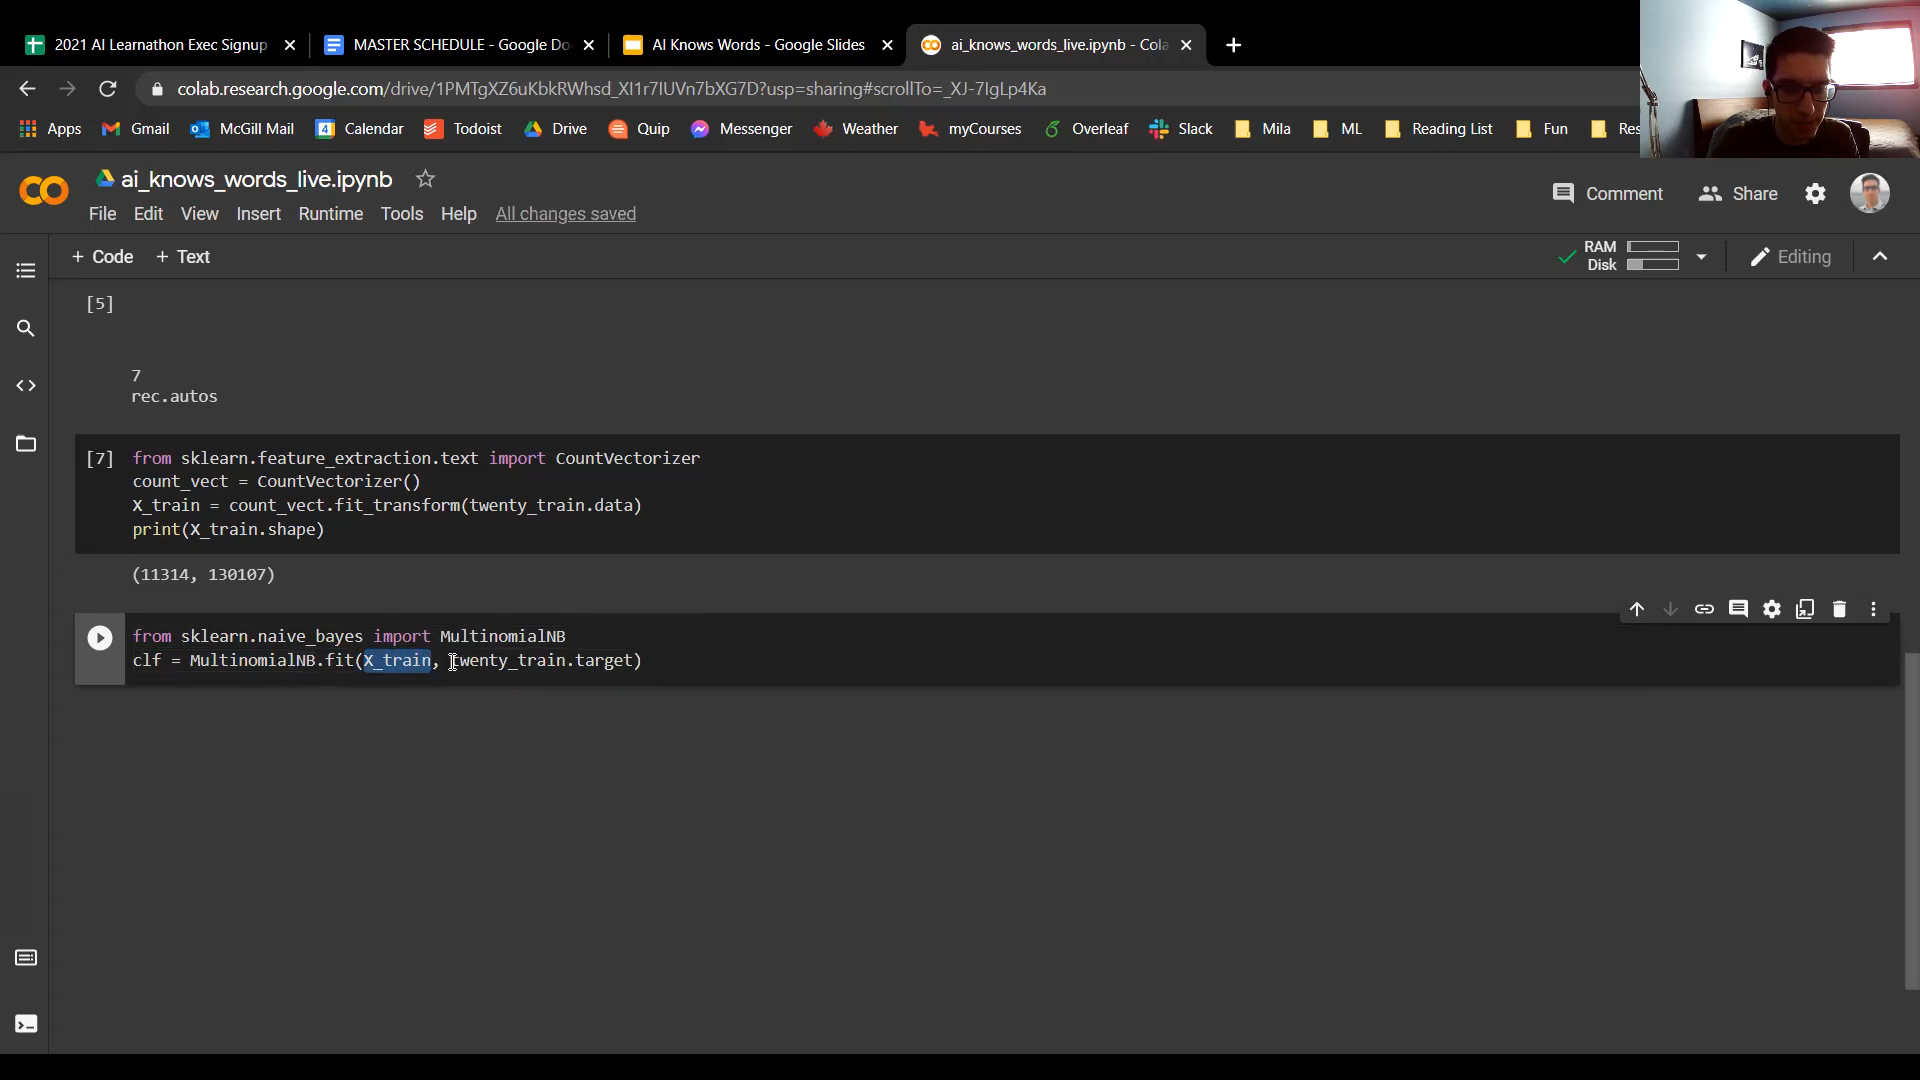 2021 AI Learnathon Exec Signup
MASTER SCHEDULE - Google Do
AI Knows Words - Google Slides
ai_knows_words_live.ipynb - Cola
colab.research.google.com/drive/1PMTgXZ6uKbkRWhsd_XI1r7IUVn7bXG7D?usp=sharing#scrollTo=_XJ-7IgLp4Ka
Apps
Gmail
McGill Mail
4
Calendar
Todoist
Drive
Quip
Messenger
Weather
myCourses
Overleaf
Slack
Mila
ML
Reading List
Fun
Res
ai_knows_words_live.ipynb
Comment
Share
File Edit View Insert Runtime Tools Help All changes saved
+ Code + Text
RAM
Disk
Editing
[5]
7
rec.autos
[7] from sklearn.feature_extraction.text import CountVectorizer
count_vect = CountVectorizer()
X_train = count_vect.fit_transform(twenty_train.data)
print(X_train.shape)
(11314, 130107)
from sklearn.naive_bayes import MultinomialNB
clf = MultinomialNB.fit(X_train, twenty_train.target)